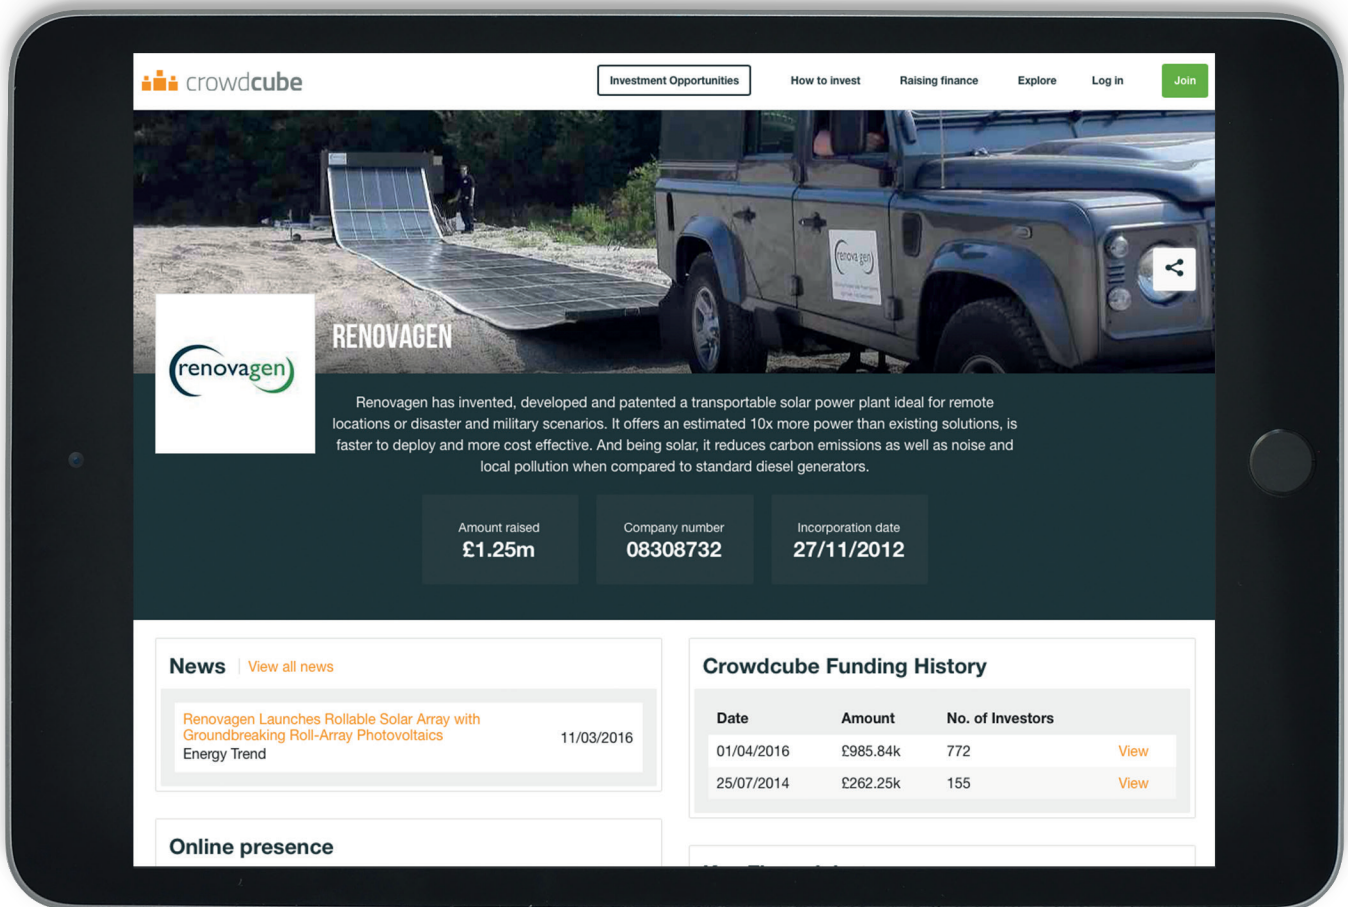 crowdcube
Investment Opportunities
How to invest
Raising finance
Explore
Log in
Join
renovagen
RENOVAGEN
renovagen
Renovagen has invented, developed and patented a transportable solar power plant ideal for remote
locations or disaster and military scenarios. It offers an estimated 10x more power than existing solutions, is
faster to deploy and more cost effective. And being solar, it reduces carbon emissions as well as noise and
local pollution when compared to standard diesel generators.
Amount raised
£1.25m
Company number
08308732
Incorporation date
27/11/2012
News
View all news
Renovagen Launches Rollable Solar Array with
Groundbreaking Roll-Array Photovoltaics
Energy Trend
11/03/2016
Online presence
Crowdcube Funding History
Date Amount No. of Investors
01/04/2016 £985.84k 772 View
25/07/2014 £262.25k 155 View